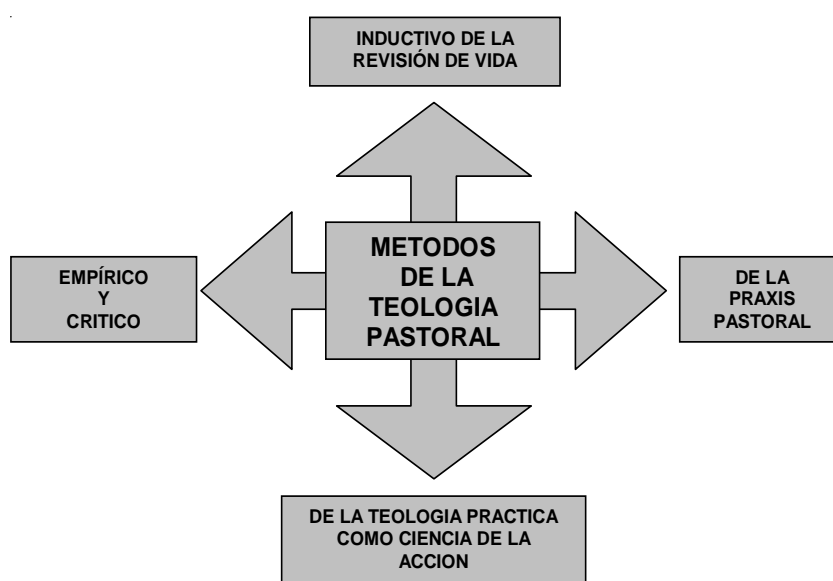 INDUCTIVO DE LA
REVISIÓN DE VIDA
EMPÍRICO
Y
CRITICO
METODOS
DE LA
TEOLOGIA
PASTORAL
DE LA
PRAXIS
PASTORAL
DE LA TEOLOGIA PRACTICA
COMO CIENCIA DE LA
ACCION